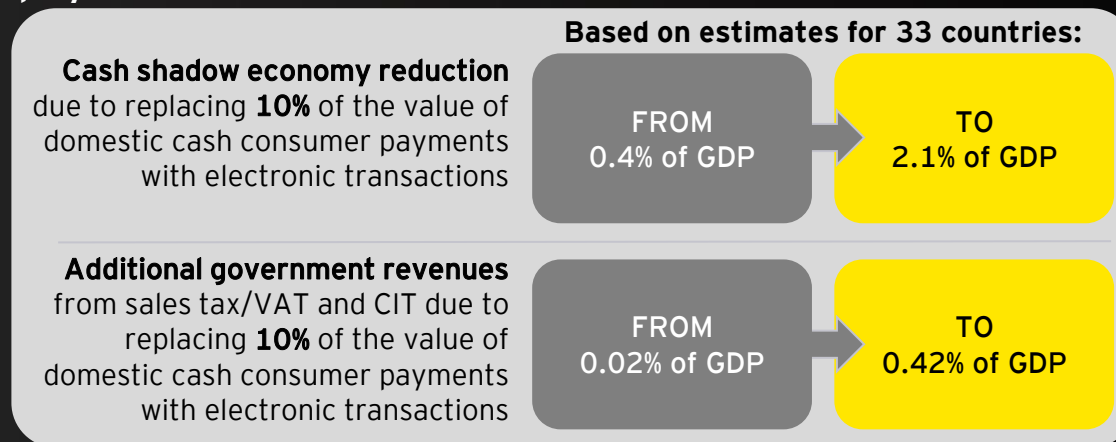 Based on estimates for 33 countries:
Cash shadow economy reduction
due to replacing 10% of the value of
domestic cash consumer payments
with electronic transactions
FROM
0.4% of GDP
TO
2.1% of GDP
Additional government revenues
from sales tax/VAT and CIT due to
replacing 10% of the value of
domestic cash consumer payments
with electronic transactions
FROM
0.02% of GDP
TO
0.42% of GDP